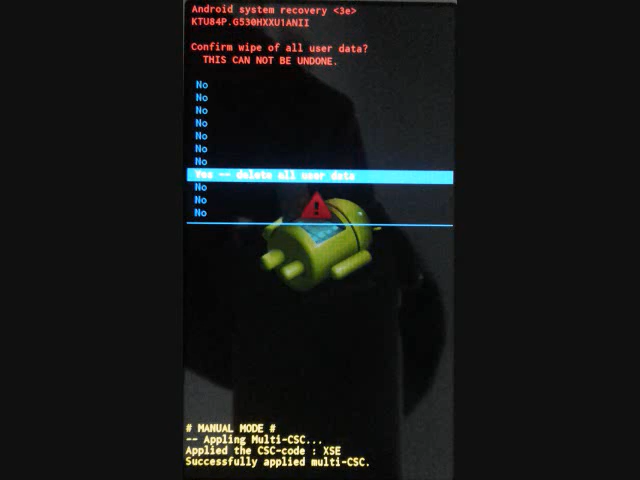 Android system recovery <3e>
KTU84P.G530HXXU1ANII
Confirm wipe of all user data?
THIS CAN NOT BE UNDONE.
No
No
No
No
No
No
No
Yes -- delete all user data
No
No
No
# MANUAL MODE #
-- Appling Multi-CSC...
Applied the CSC-code : XSE
Successfully applied multi-CSC.